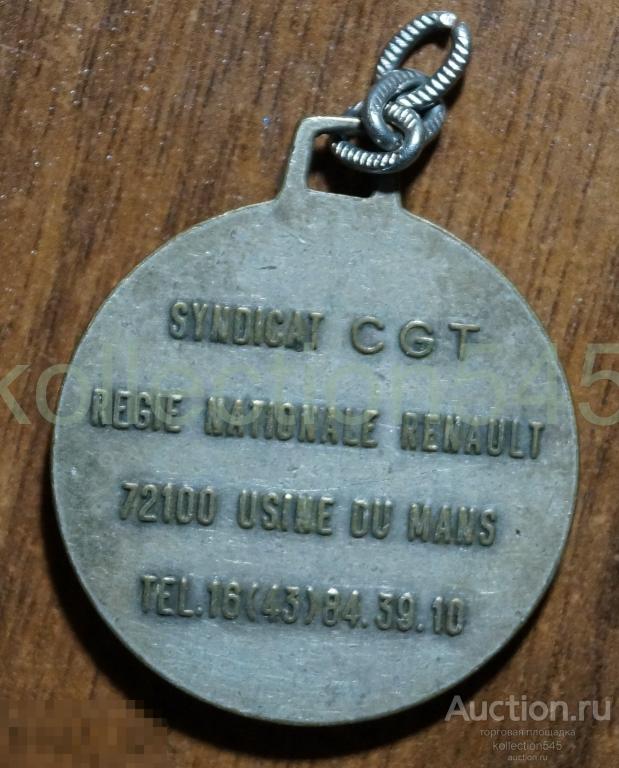 SYNDICAT CGT
REGIE NATIONALE RENAULT
72100 USINE DU MANS
TEL.16(43)84.39.10
kollection545
Auction.ru
торговая площадка
kollection545
auction.ru